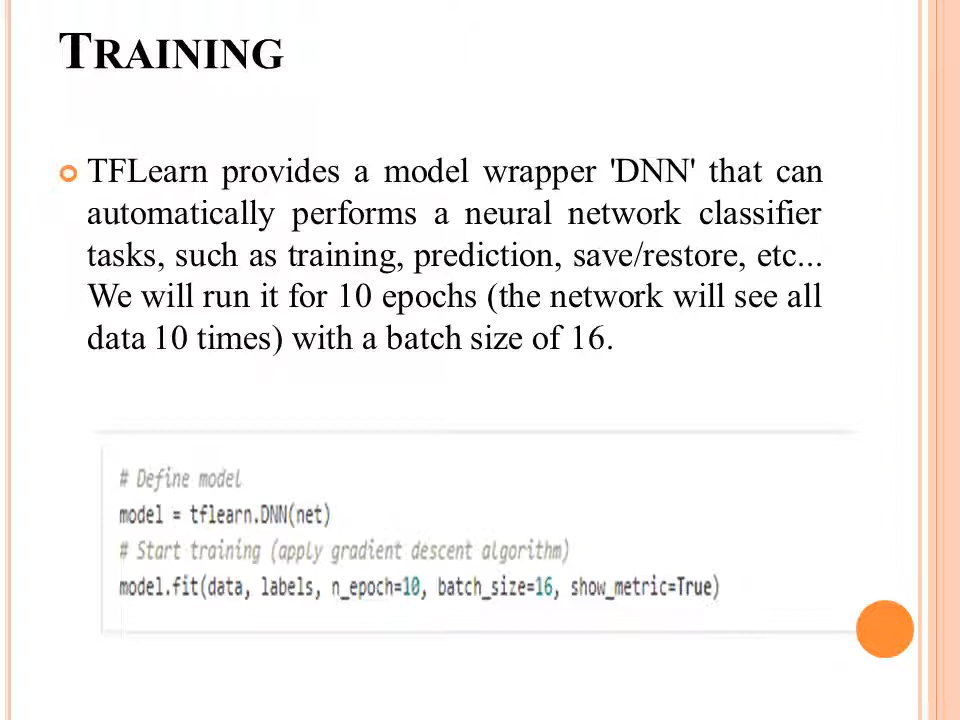 TRAINING
TFLearn provides a model wrapper 'DNN' that can
automatically performs a neural network classifier
tasks, such as training, prediction, save/restore, etc...
We will run it for 10 epochs (the network will see all
data 10 times) with a batch size of 16.
# Define model
model = tflearn.DNN(net)
# Start training (apply gradient descent algorithm)
model.fit(data, labels, n_epoch=10, batch_size=16, show_metric=True)